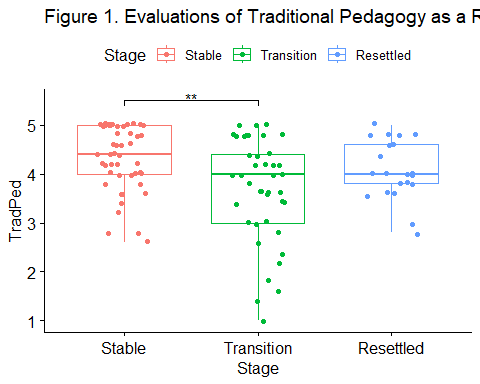 Figure 1. Evaluations of Traditional Pedagogy as a R
Stage Stable Transition Resettled
**
5
4
3
2
1
TradPed
Stable Transition Resettled
Stage